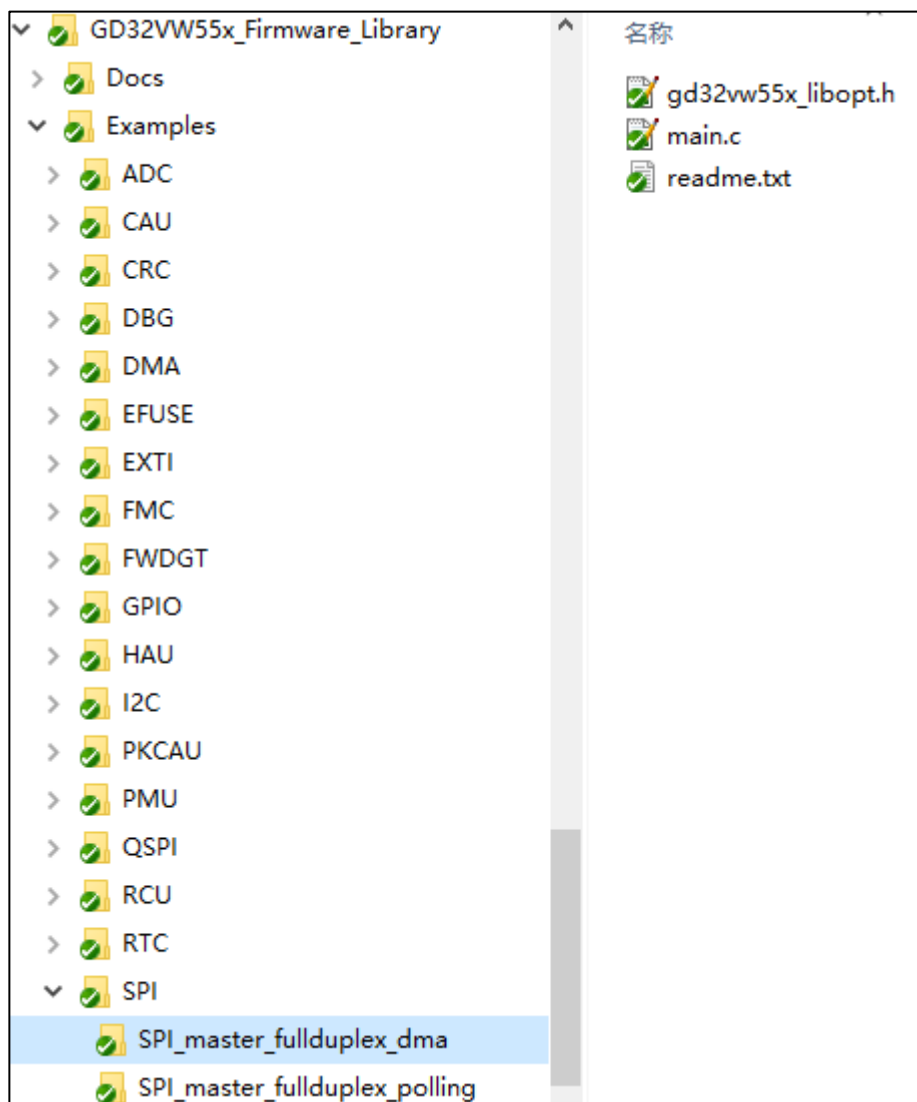 GD32VW55x_Firmware_Library
Docs
Examples
ADC
CAU
CRC
DBG
DMA
EFUSE
EXTI
FMC
FWDGT
GPIO
HAU
I2C
PKCAU
PMU
QSPI
RCU
RTC
SPI
SPI_master_fullduplex_dma
SPI_master_fullduplex_polling
名称
gd32vw55x_libopt.h
main.c
readme.txt